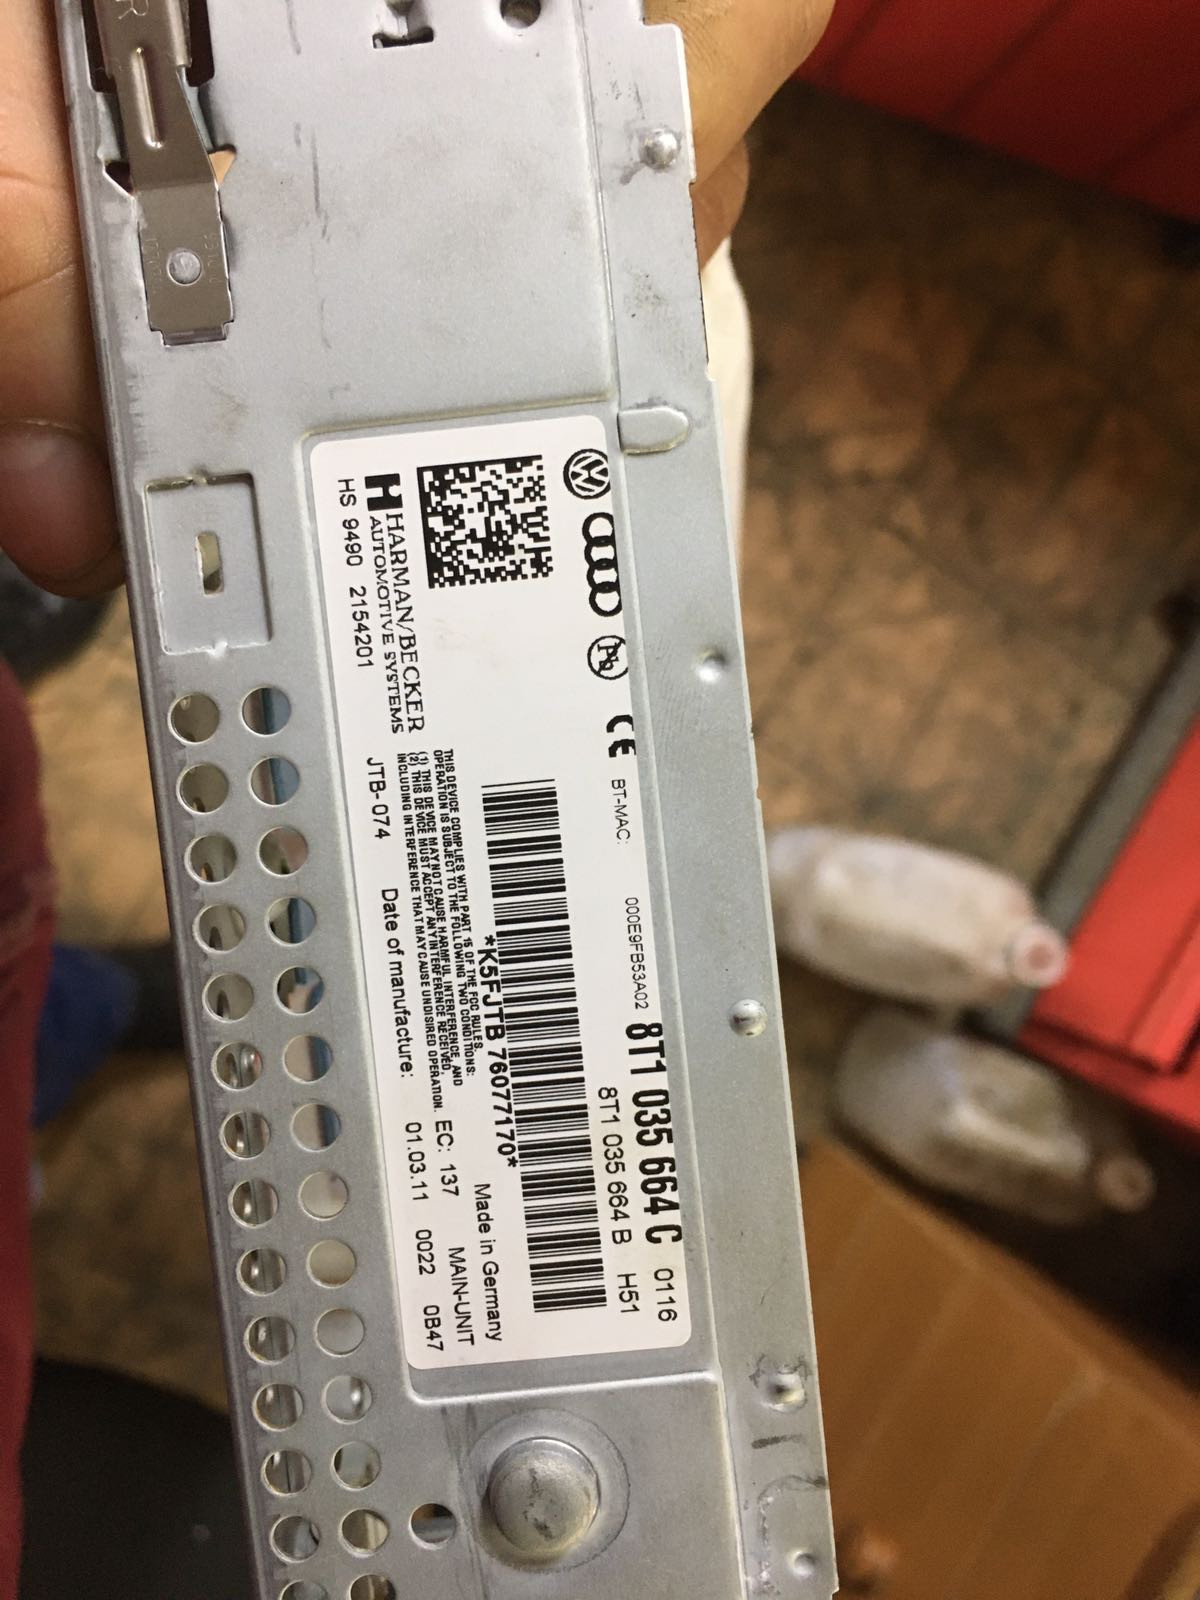 BT-MAC: 000E9FB53A02 8T1 035 664 C 0116
8T1 035 664 B H51
*K5FJTB 76077170*
HARMAN/BECKER
AUTOMOTIVE SYSTEMS
THIS DEVICE COMPLIES WITH PART 15 OF THE FCC RULES.
OPERATION IS SUBJECT TO THE FOLLOWING TWO CONDITIONS:
(1) THIS DEVICE MAY NOT CAUSE HARMFUL INTERFERENCE, AND
(2) THIS DEVICE MUST ACCEPT ANY INTERFERENCE RECEIVED,
INCLUDING INTERFERENCE THAT MAY CAUSE UNDISIRED OPERATION.
Made in Germany
EC: 137 MAIN-UNIT
HS 9490 2154201 JTB-074 Date of manufacture: 01.03.11 0022 0B47